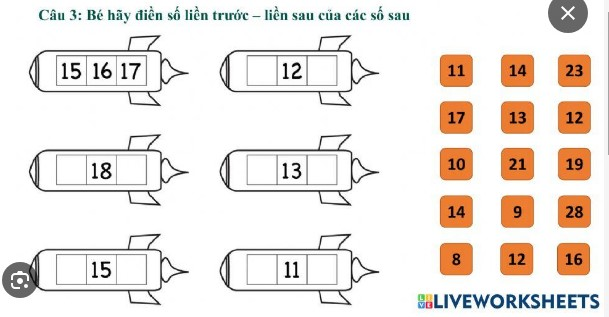 Câu 3: Bé hãy điền số liền trước – liền sau của các số sau
15 16 17
12
18
13
15
11
11 14 23
17 13 12
10 21 19
14 9 28
8 12 16
LIVE LIVEWORKSHEETS